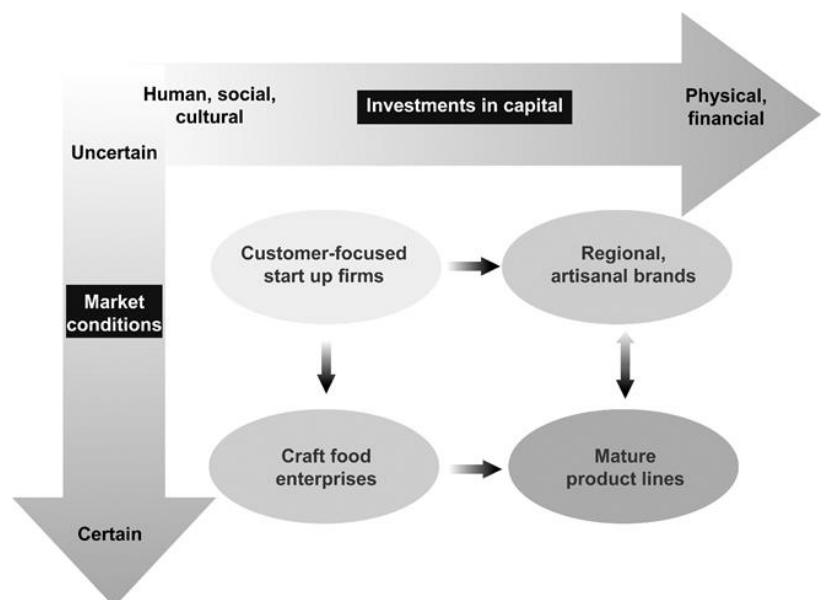 Human, social,
cultural
Investments in capital
Physical,
financial
Uncertain
Customer-focused
start up firms
Regional,
artisanal brands
Market
conditions
Craft food
enterprises
Mature
product lines
Certain